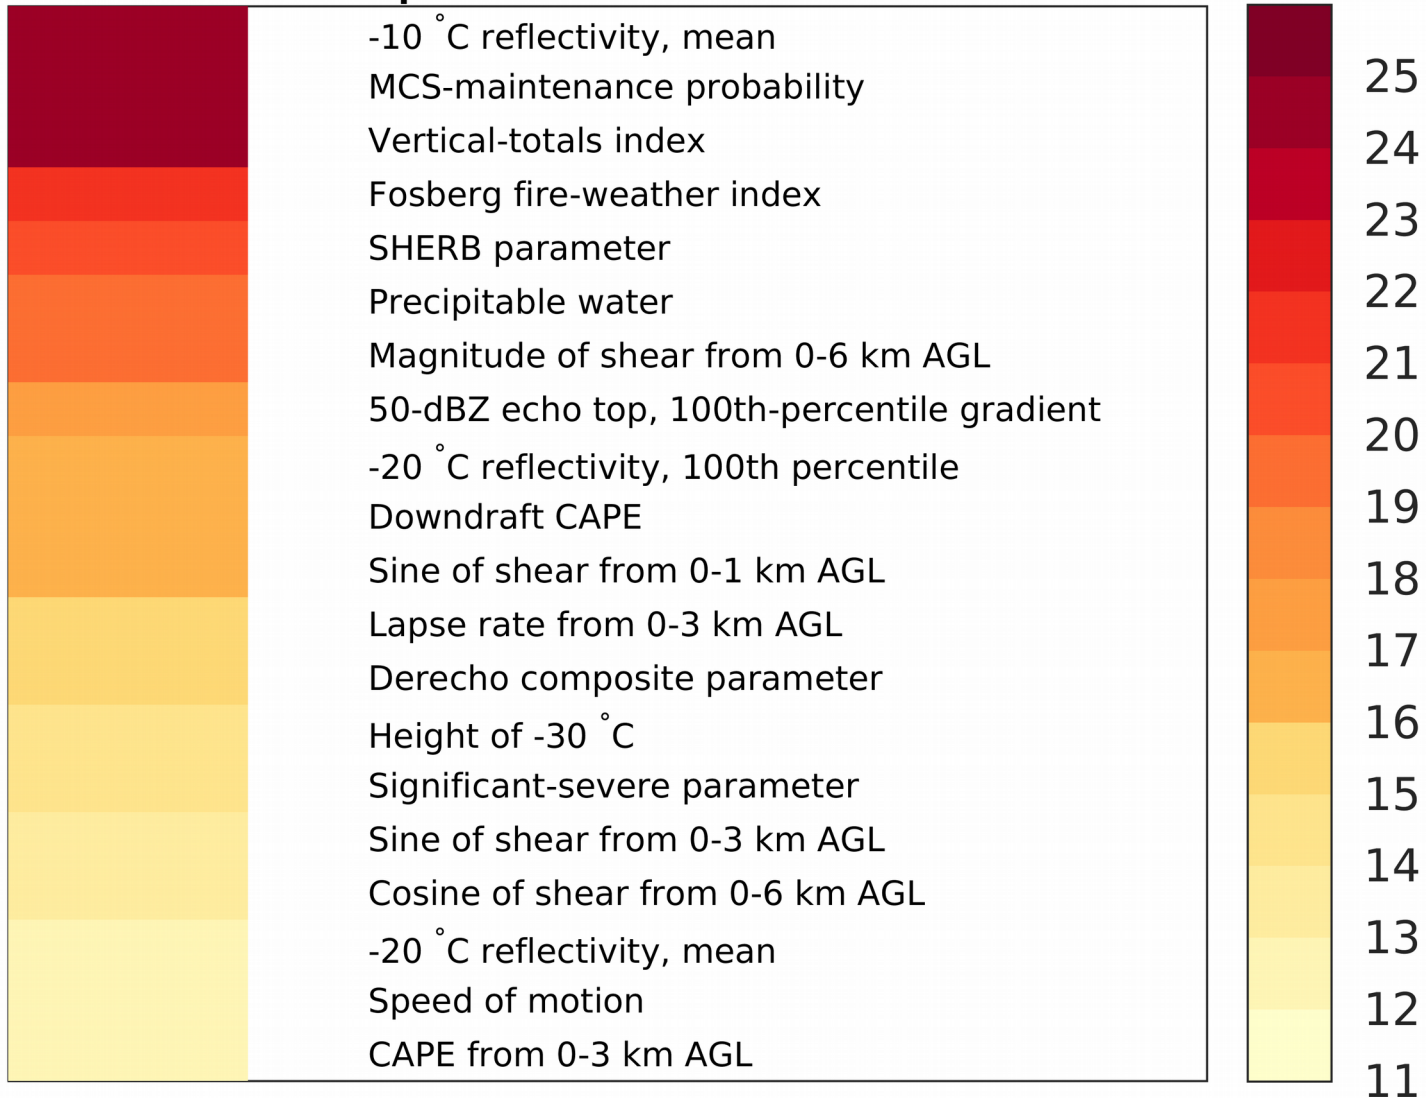 -10 °C reflectivity, mean
MCS-maintenance probability
Vertical-totals index
Fosberg fire-weather index
SHERB parameter
Precipitable water
Magnitude of shear from 0-6 km AGL
50-dBZ echo top, 100th-percentile gradient
-20 °C reflectivity, 100th percentile
Downdraft CAPE
Sine of shear from 0-1 km AGL
Lapse rate from 0-3 km AGL
Derecho composite parameter
Height of -30 °C
Significant-severe parameter
Sine of shear from 0-3 km AGL
Cosine of shear from 0-6 km AGL
-20 °C reflectivity, mean
Speed of motion
CAPE from 0-3 km AGL
25
24
23
22
21
20
19
18
17
16
15
14
13
12
11